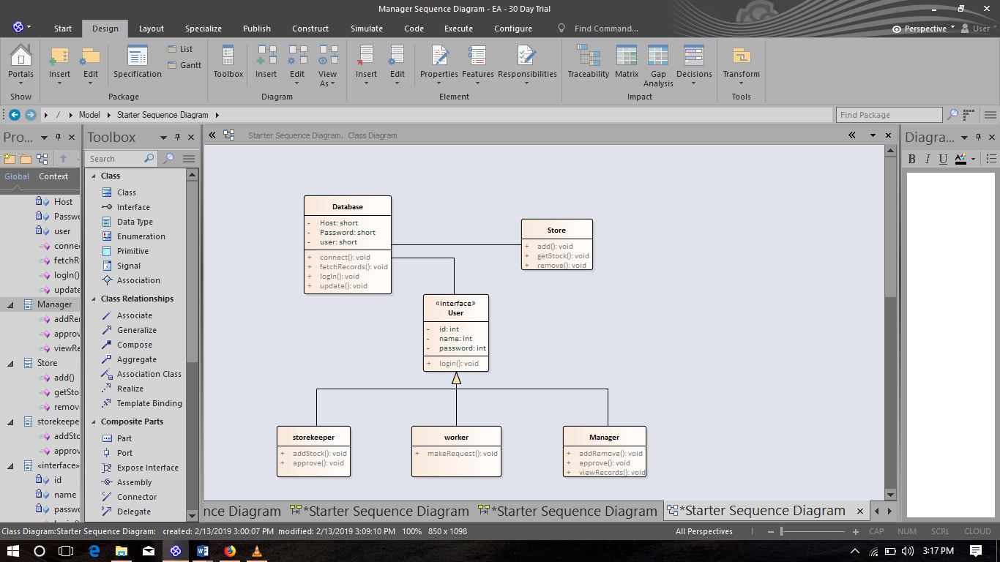 Manager Sequence Diagram - EA - 30 Day Trial
Start Design Layout Specialize Publish Construct Simulate Code Execute Configure Find Command... Perspective User
Portals Insert Edit Specification List Gantt Toolbox Insert Edit View As Insert Edit Properties Features Responsibilities Traceability Matrix Gap Analysis Decisions Transform
Show Package Diagram Element Impact Tools
/ Model Starter Sequence Diagram Find Package
Pro...
Global Context
Host
Passwo
user
connec
fetchR
logIn()
update
Manager
addRe
approv
viewRe
Store
add()
getSto
remov
storekeepe
addSto
approv
«interface»
id
name
passwo
Toolbox
Search
Class
Class
Interface
Data Type
Enumeration
Primitive
Signal
Association
Class Relationships
Associate
Generalize
Compose
Aggregate
Association Class
Realize
Template Binding
Composite Parts
Part
Port
Expose Interface
Assembly
Connector
Delegate
Starter Sequence Diagram. Class Diagram
Database
- Host: short
- Password: short
- user: short
+ connect(): void
+ fetchRecords(): void
+ logIn(): void
+ update(): void
Store
+ add(): void
+ getStock(): void
+ remove(): void
«interface»
User
- id: int
- name: int
- password: int
+ login(): void
storekeeper
+ addStock(): void
+ approve(): void
worker
+ makeRequest(): void
Manager
+ addRemove(): void
+ approve(): void
+ viewRecords(): void
Diagra...
B I U A
nce Diagram *Starter Sequence Diagram *Starter Sequence Diagram *Starter Sequence Diagram
Class Diagram:Starter Sequence Diagram: created: 2/13/2019 3:00:07 PM modified: 2/13/2019 3:09:10 PM 100% 850 x 1098 All Perspectives CAP NUM SCRL CLOUD
3:17 PM